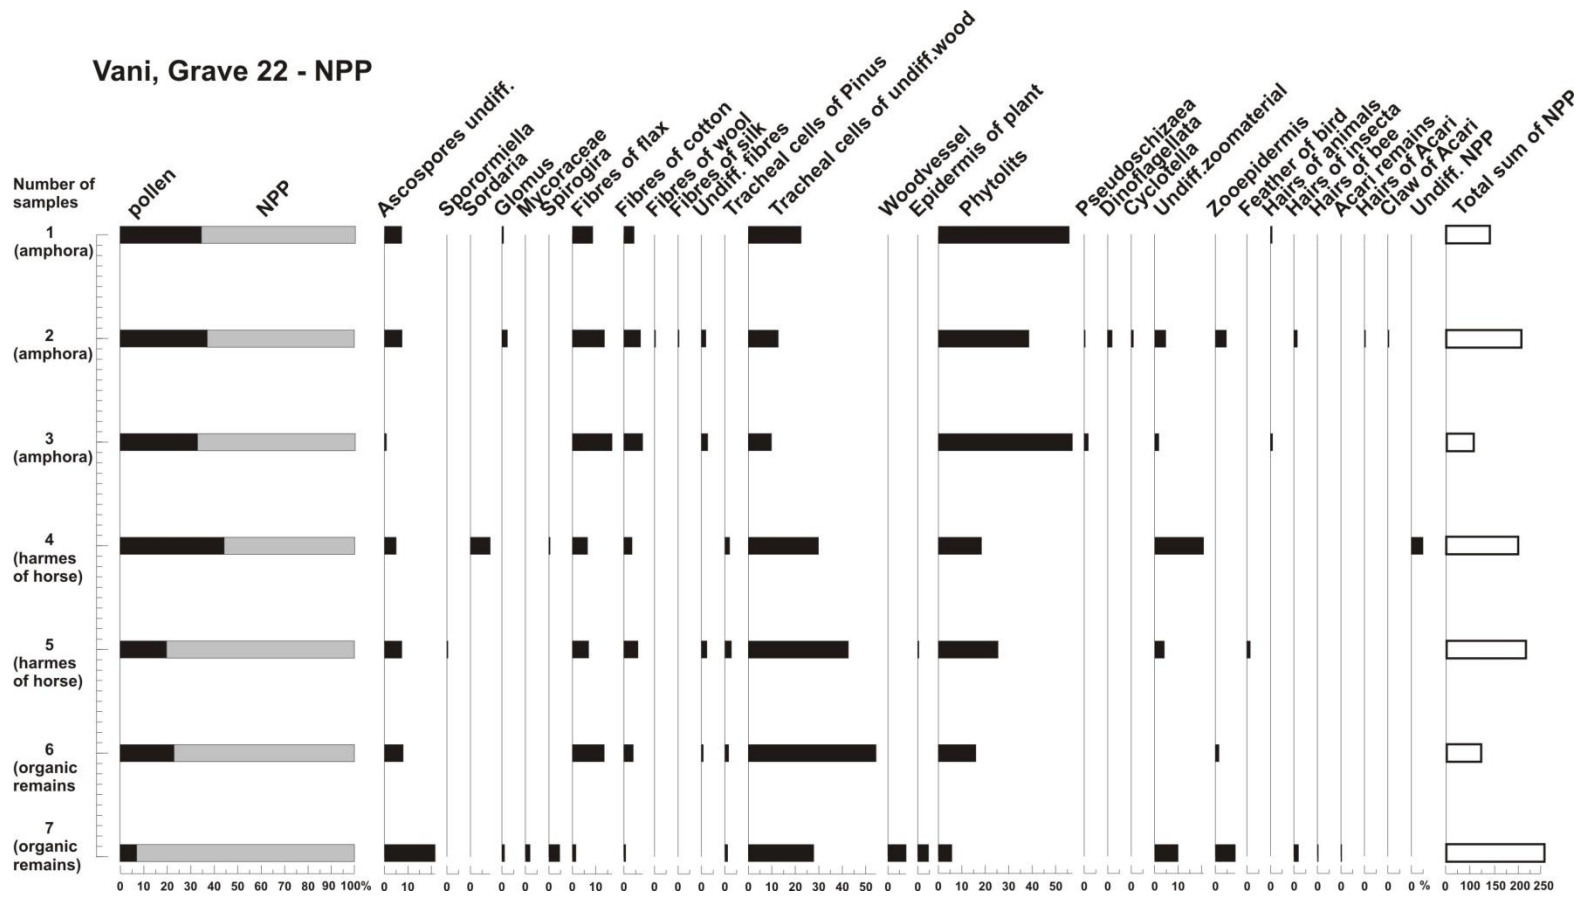 Vani, Grave 22 - NPP
Number of
samples
pollen
NPP
Ascospores undiff.
Sporormiella
Sordaria
Glomus
Mycoraceae
Spirogira
Fibres of flax
Fibres of cotton
Fibres of wool
Fibres of silk
Undiff. fibres
Tracheal cells of Pinus
Tracheal cells of undiff.wood
Woodvessel
Epidermis of plant
Phytolits
Pseudoschizaea
Dinoflagellata
Cyclotella
Undiff.zoomaterial
Zooepidermis
Feather of bird
Hairs of animals
Hairs of insecta
Hairs of bee
Acari remains
Hairs of Acari
Claw of Acari
Undiff. NPP
Total sum of NPP
1
(amphora)
2
(amphora)
3
(amphora)
4
(harmes
of horse)
5
(harmes
of horse)
6
(organic
remains
7
(organic
remains)
0 10 20 30 40 50 60 70 80 90 100% 0 10 0 0 0 0 0 0 10 0 0 0 0 0 0 10 20 30 40 50 0 0 0 10 20 30 40 50 0 0 0 0 10 0 0 0 0 0 0 0 0 0 % 0 100 150 200 250